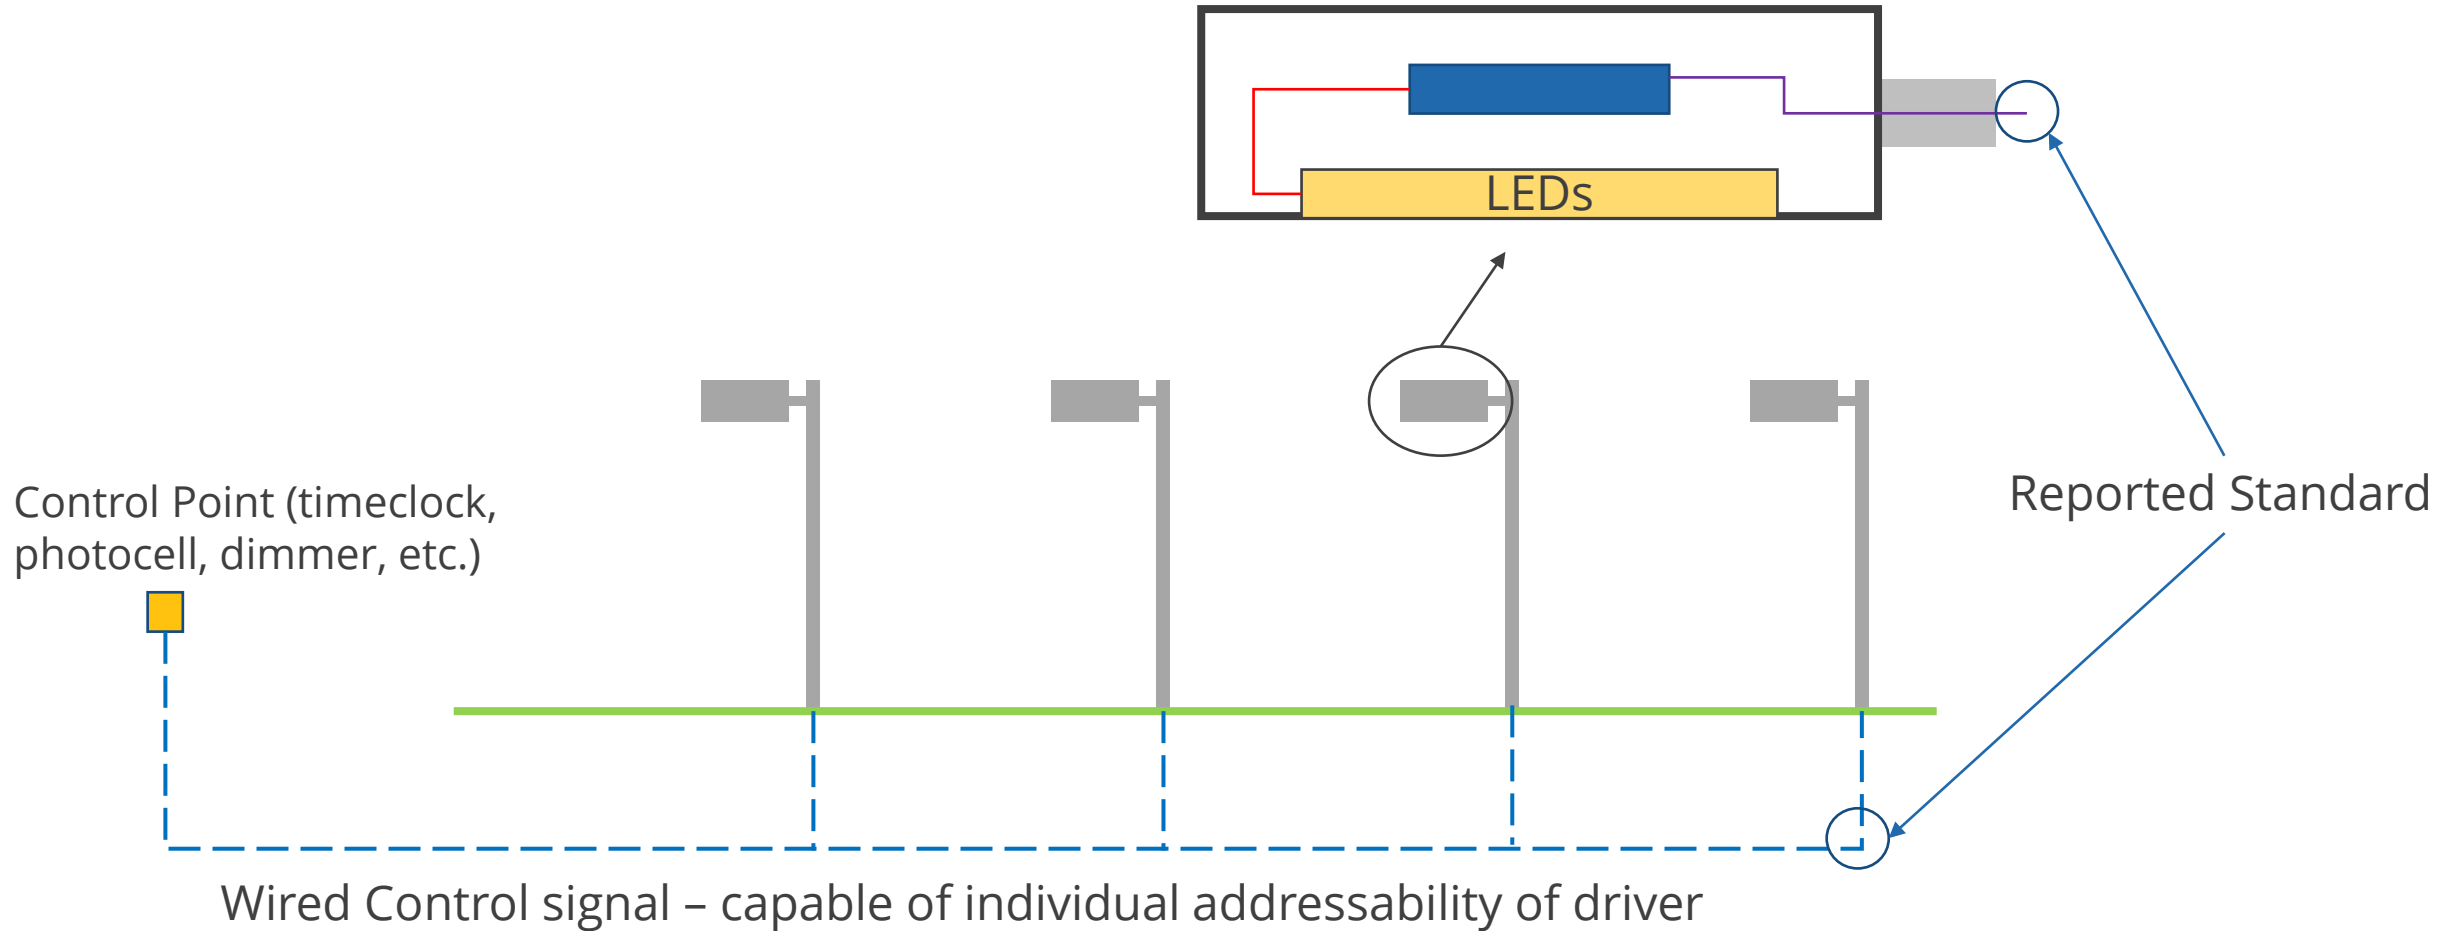 LEDs
Control Point (timeclock,
photocell, dimmer, etc.)
Reported Standard
Wired Control signal – capable of individual addressability of driver